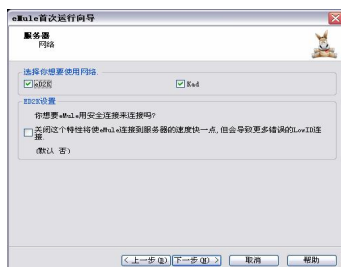 eMule首次运行向导
服务器
网络
选择你想要使用网络.
eD2K
Kad
ED2K设置
你想要eMule用安全连接来连接吗?
关闭这个特性将使eMule连接到服务器的速度快一点,但会导致更多错误的LowID连
接.
(默认 否)
< 上一步(B)
下一步(N) >
取消
帮助